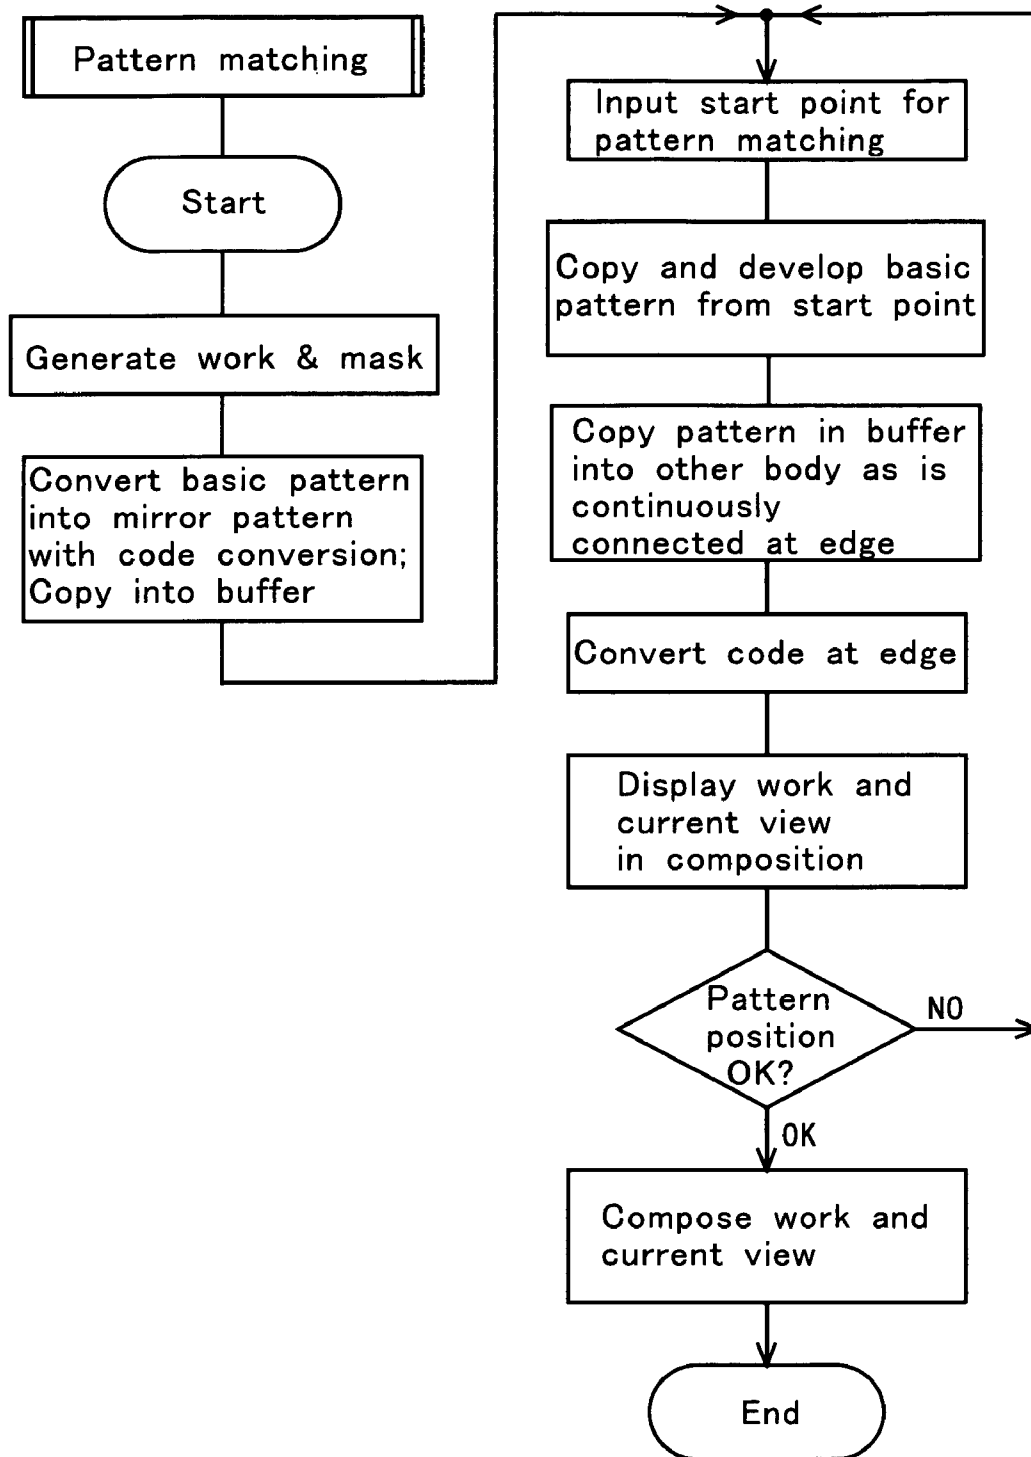 Pattern matching
Start
Generate work & mask
Convert basic pattern
into mirror pattern
with code conversion;
Copy into buffer
Input start point for
pattern matching
Copy and develop basic
pattern from start point
Copy pattern in buffer
into other body as is
continuously
connected at edge
Convert code at edge
Display work and
current view
in composition
Pattern
position
OK?
NO
OK
Compose work and
current view
End